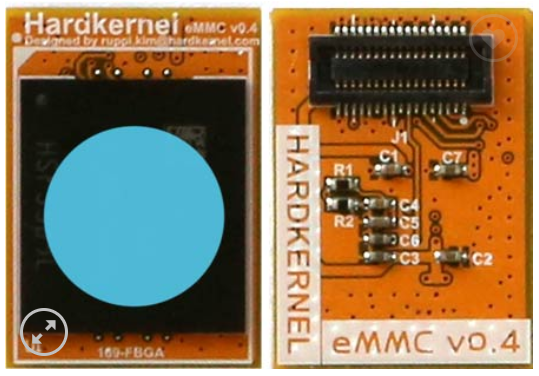 Hardkernel eMMC v0.4
Designed by ruppi.kim@hardkernel.com
169-FBGA
J1
C1
C7
R1
R2
C4
C5
C6
C3
C2
HARDKERNEL
eMMC v0.4